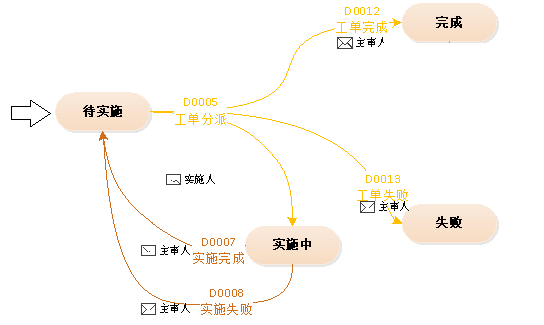 D0012
工单完成
主审人
完成
待实施
D0005
工单分派
实施人
D0013
工单失败
主审人
失败
D0007
实施完成
主审人
实施中
D0008
实施失败
主审人